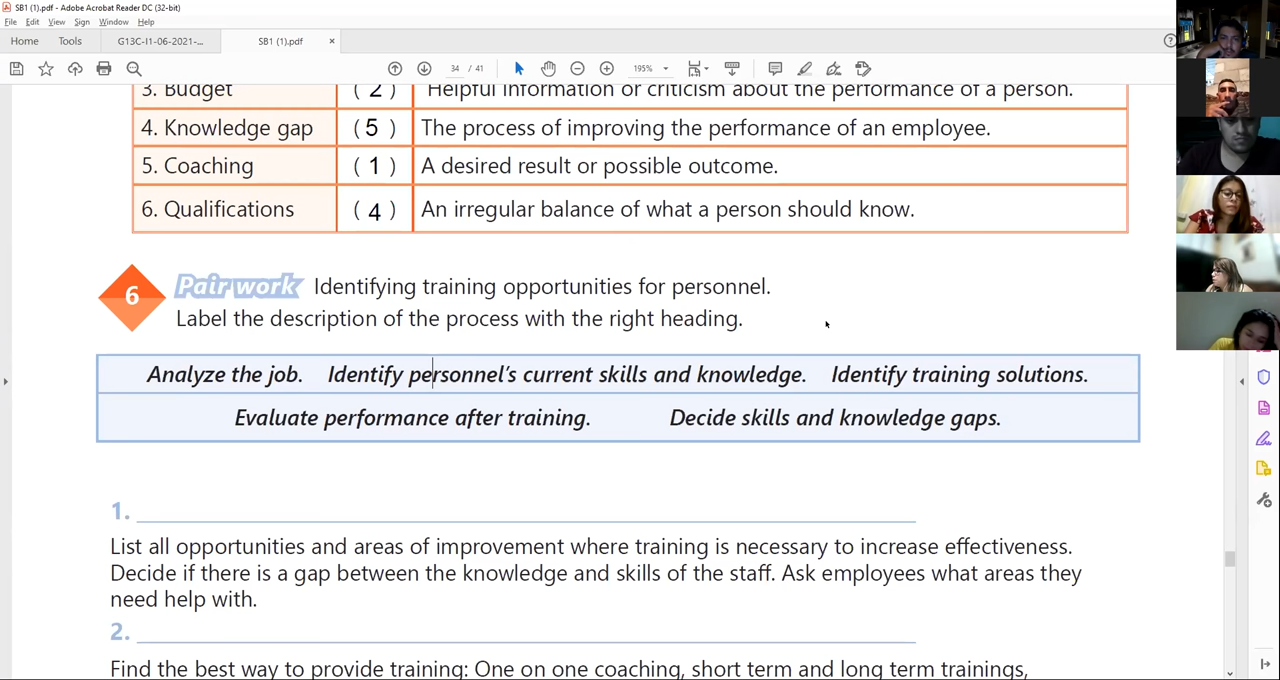 SB1 (1).pdf - Adobe Acrobat Reader DC (32-bit)
File Edit View Sign Window Help
Home Tools G13C-I1-06-2021-... SB1 (1).pdf ×
34 / 41 195%
3. Budget ( 2 ) Helpful information or criticism about the performance of a person.
4. Knowledge gap ( 5 ) The process of improving the performance of an employee.
5. Coaching ( 1 ) A desired result or possible outcome.
6. Qualifications ( 4 ) An irregular balance of what a person should know.
6 Pair work Identifying training opportunities for personnel.
Label the description of the process with the right heading.
Analyze the job. Identify personnel's current skills and knowledge. Identify training solutions.
Evaluate performance after training. Decide skills and knowledge gaps.
1.
List all opportunities and areas of improvement where training is necessary to increase effectiveness.
Decide if there is a gap between the knowledge and skills of the staff. Ask employees what areas they
need help with.
2.
Find the best way to provide training: One on one coaching, short term and long term trainings,